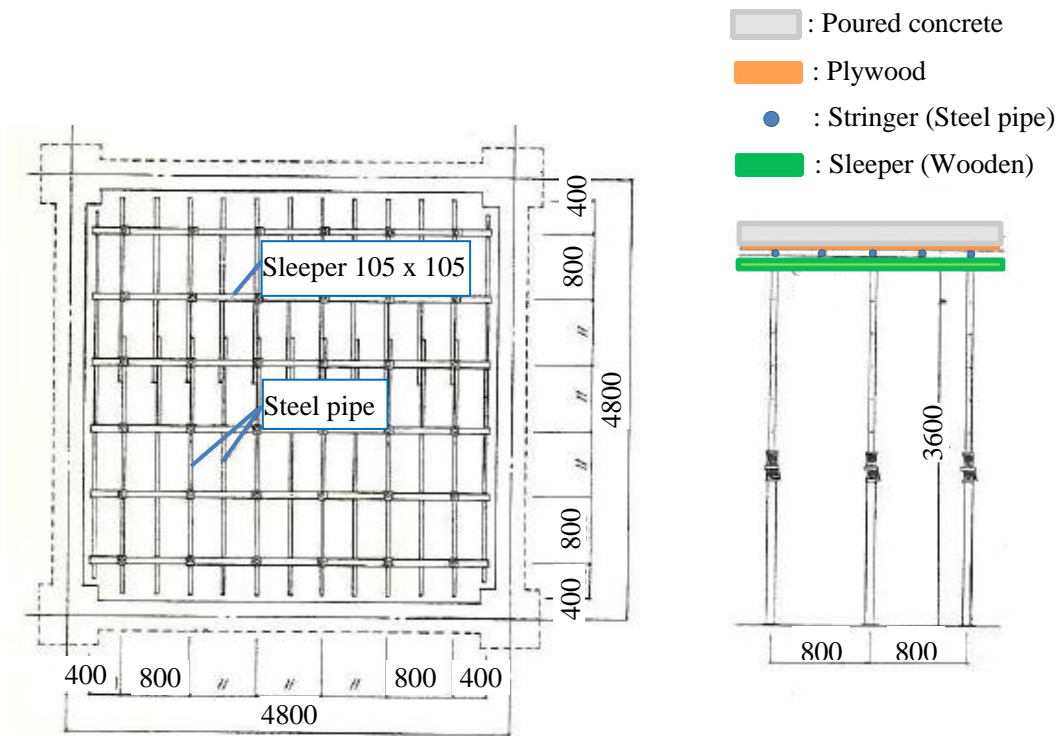 : Poured concrete
: Plywood
: Stringer (Steel pipe)
: Sleeper (Wooden)
400
Sleeper 105 x 105
800
〃
Steel pipe
〃
4800
〃
800
400
400 800 〃 〃 〃 800 400
4800
3600
800 800